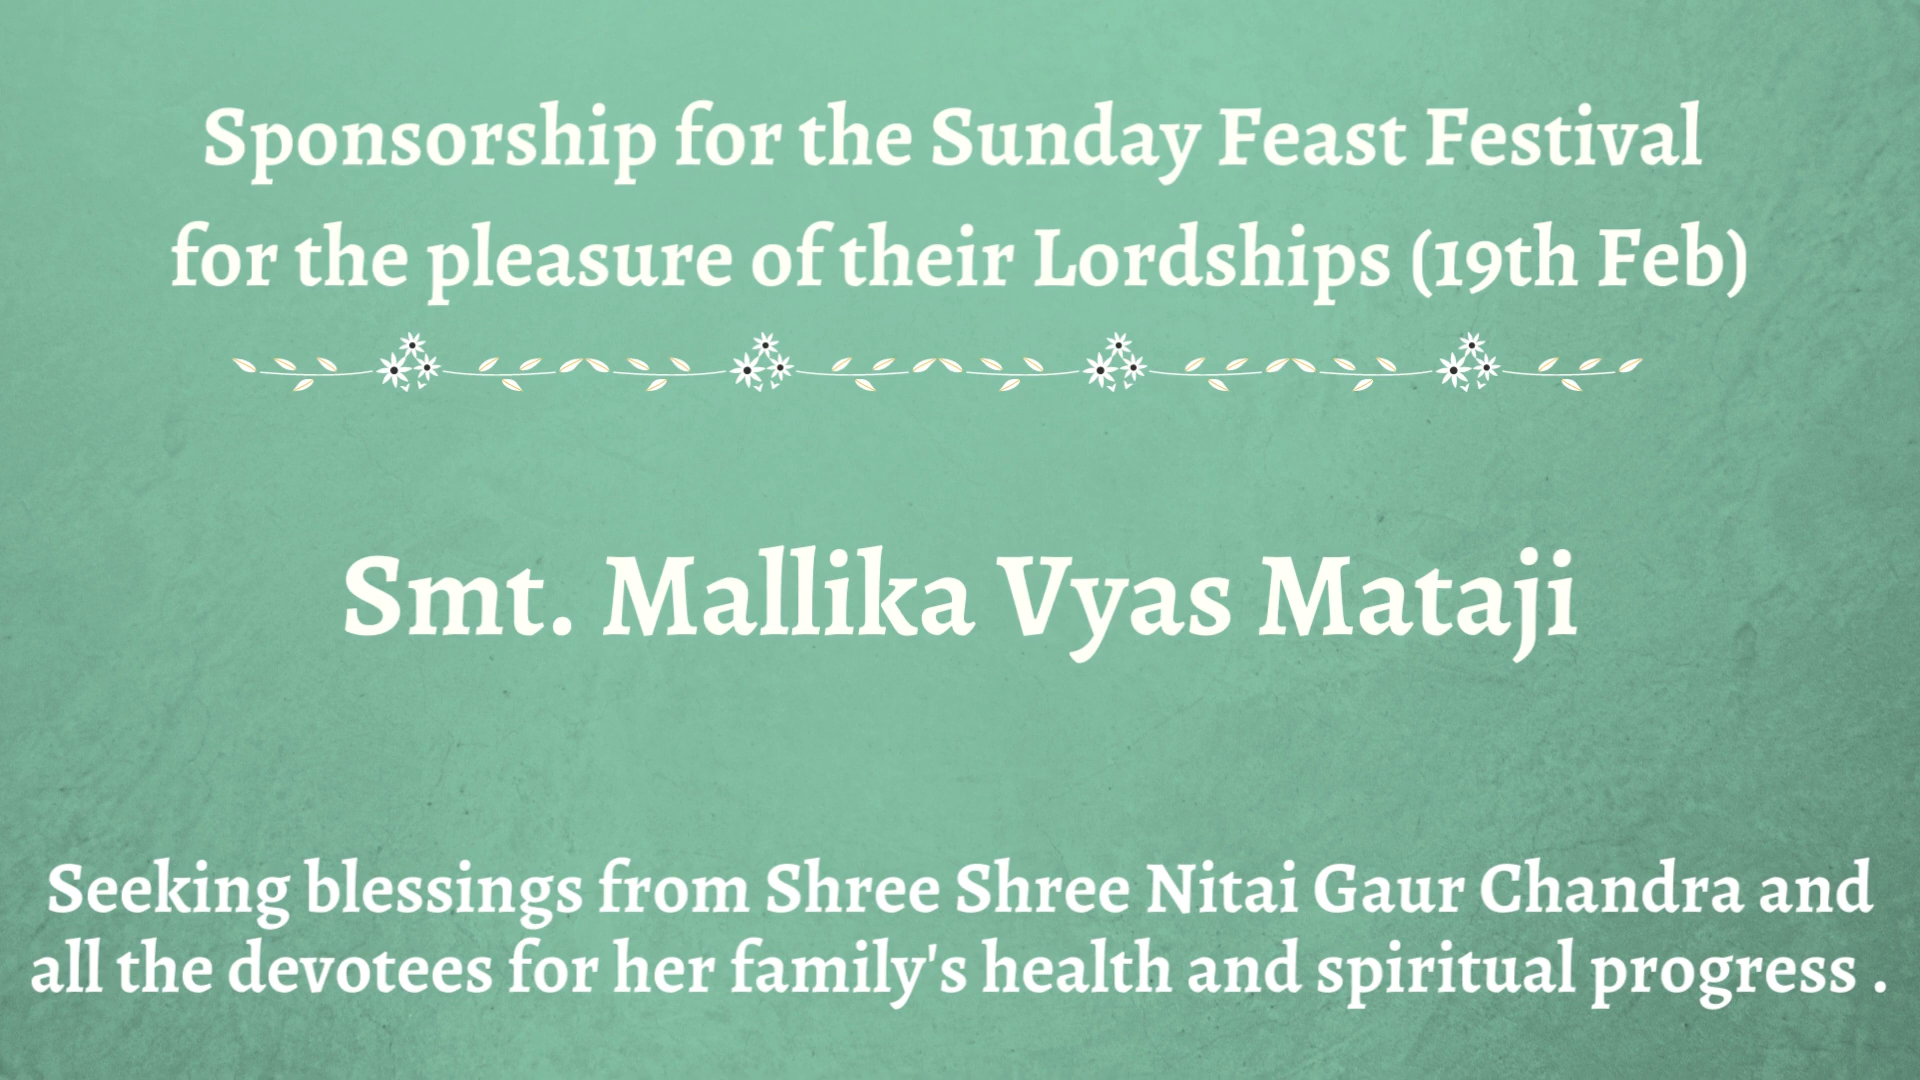 Sponsorship for the Sunday Feast Festival
for the pleasure of their Lordships (19th Feb)
Smt. Mallika Vyas Mataji
Seeking blessings from Shree Shree Nitai Gaur Chandra and
all the devotees for her family's health and spiritual progress .